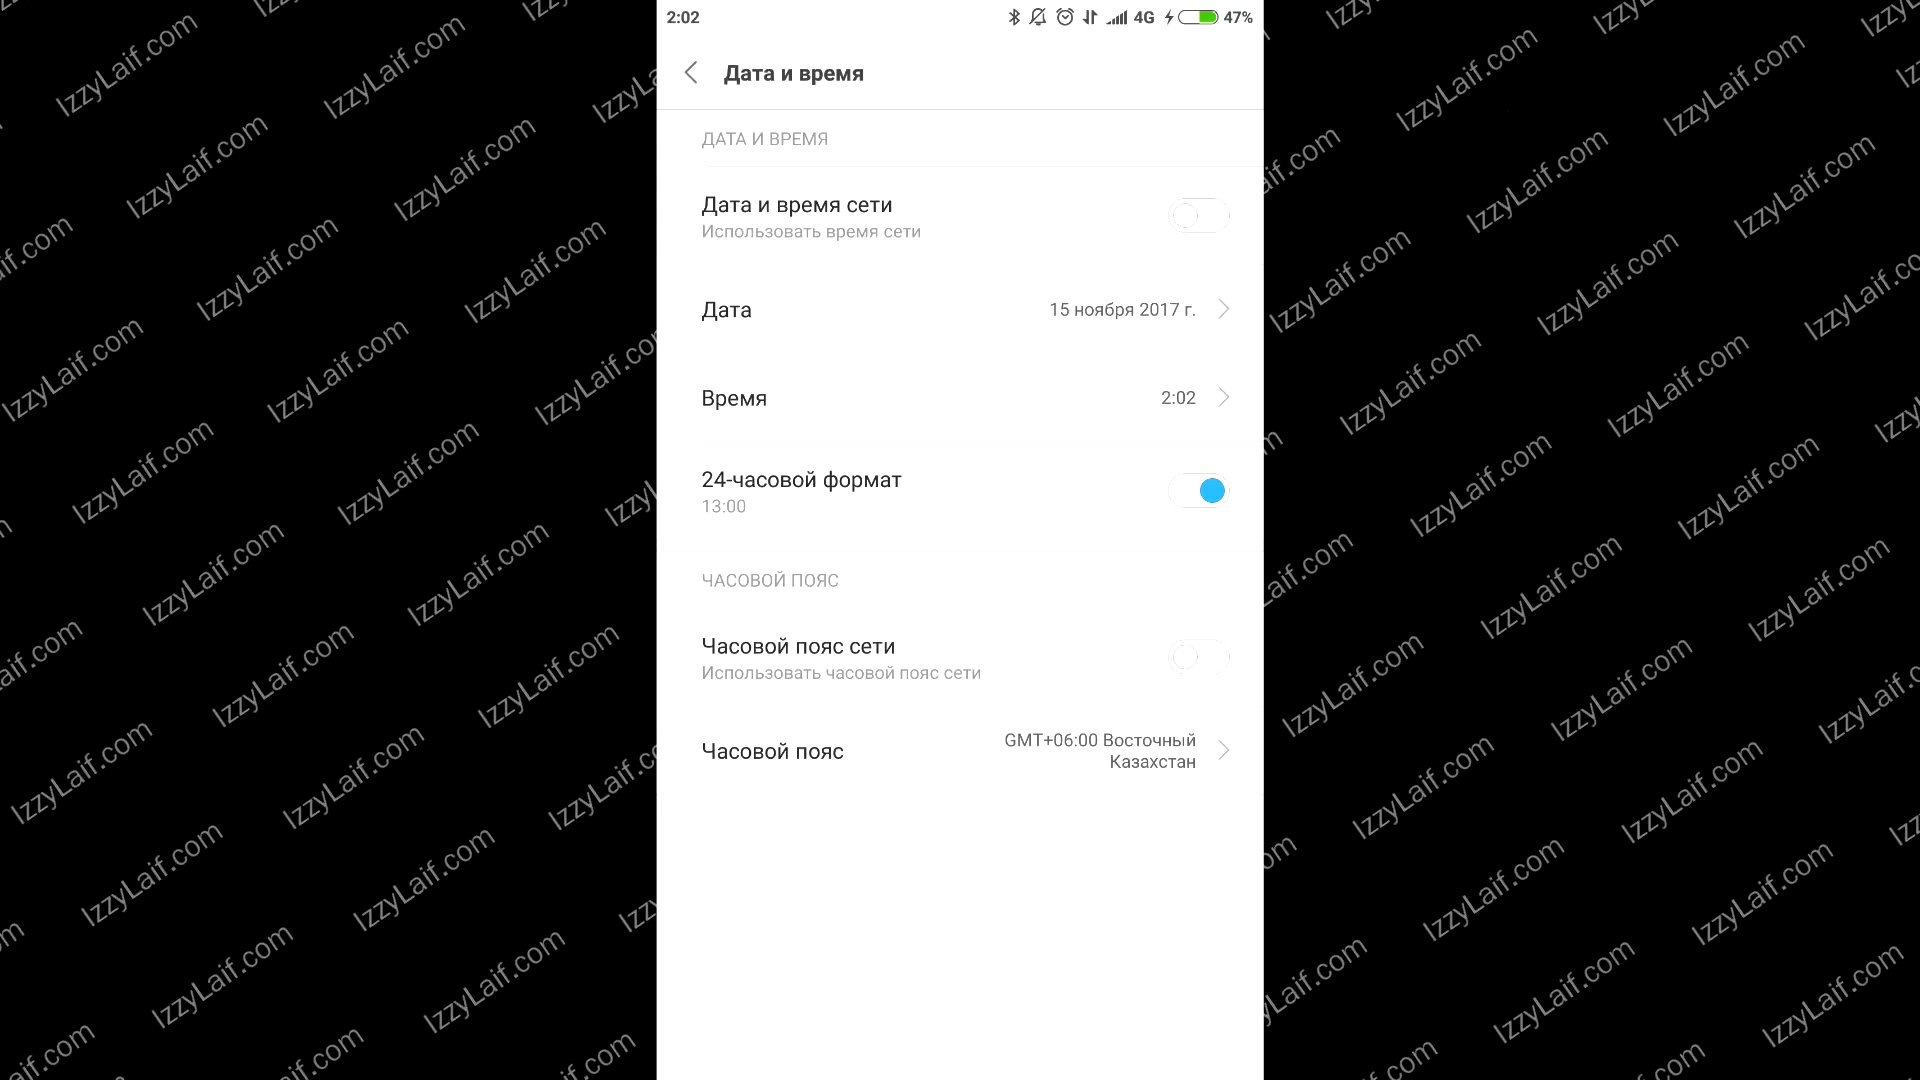 2:02
4G
47%
Дата и время
ДАТА И ВРЕМЯ
Дата и время сети
Использовать время сети
Дата
15 ноября 2017 г.
Время
2:02
24-часовой формат
13:00
ЧАСОВОЙ ПОЯС
Часовой пояс сети
Использовать часовой пояс сети
Часовой пояс
GMT+06:00 Восточный
Казахстан
IzzyLaif.com